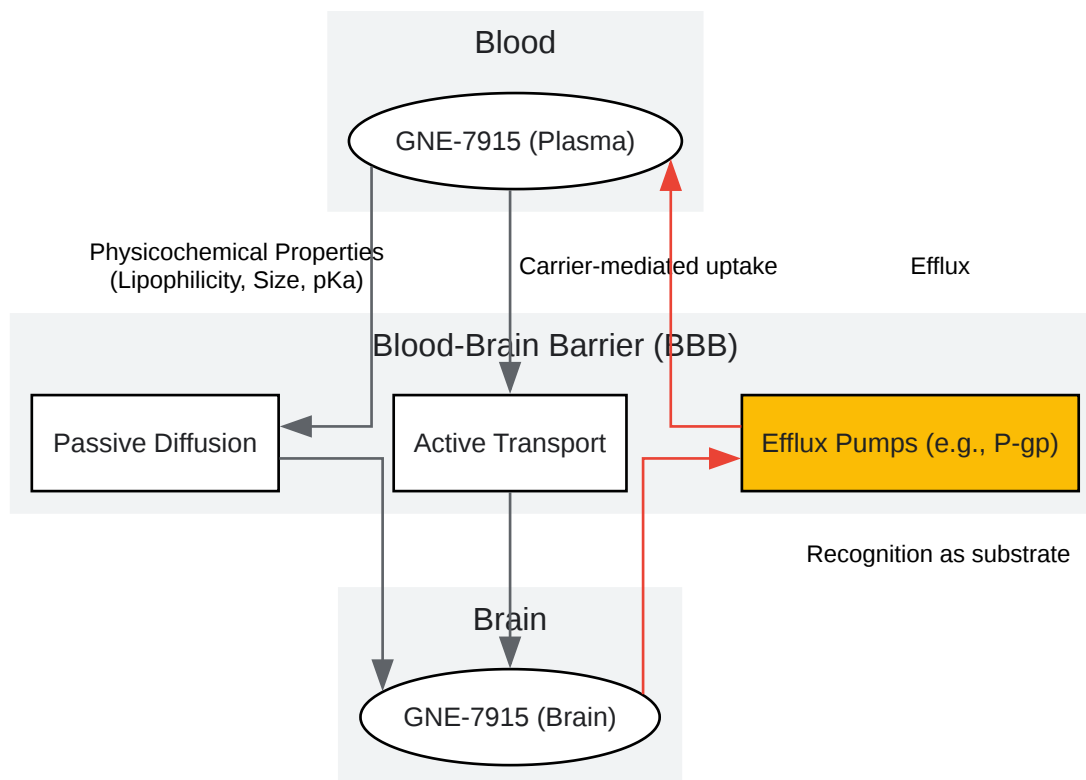 Blood
GNE-7915 (Plasma)
Physicochemical Properties
(Lipophilicity, Size, pKa)
Carrier-mediated uptake
Efflux
Blood-Brain Barrier (BBB)
Passive Diffusion
Active Transport
Efflux Pumps (e.g., P-gp)
Recognition as substrate
Brain
GNE-7915 (Brain)